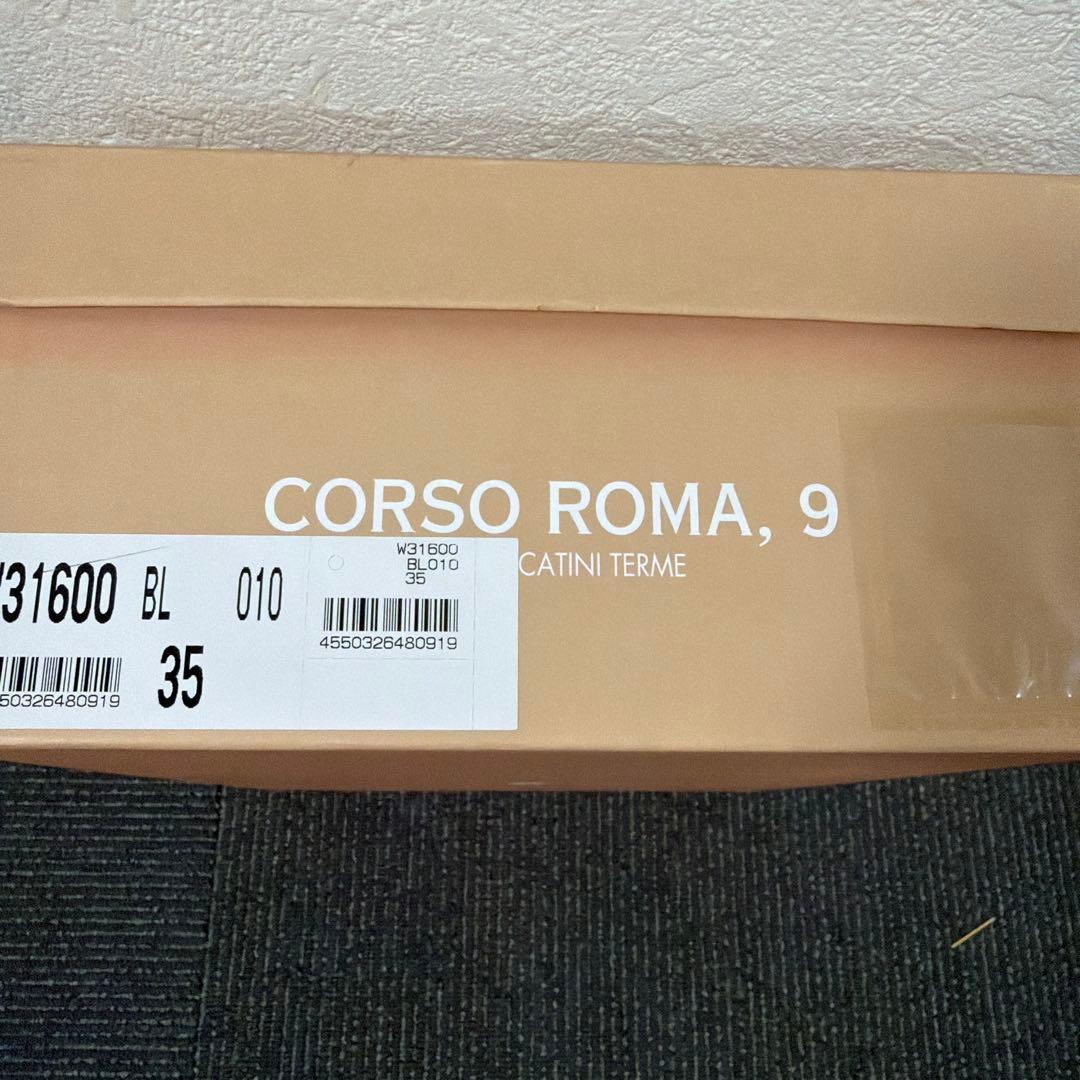 CORSO ROMA, 9
CATINI TERME
31600 BL 010
35
50326480919
W31600
BL010
35
4550326480919